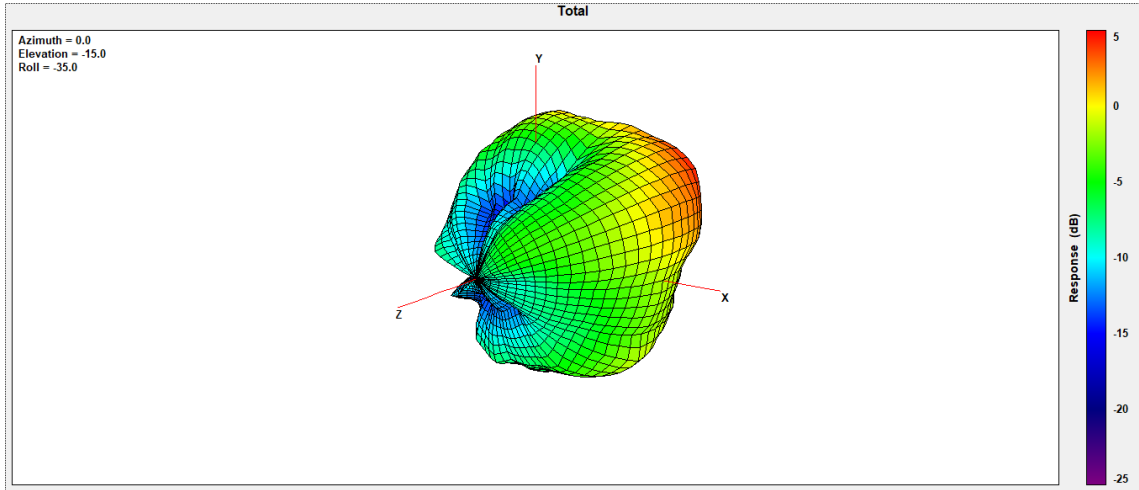 Total
Azimuth = 0.0
Elevation = -15.0
Roll = -35.0
Y
X
Z
5
0
-5
-10
-15
-20
-25
Response (dB)